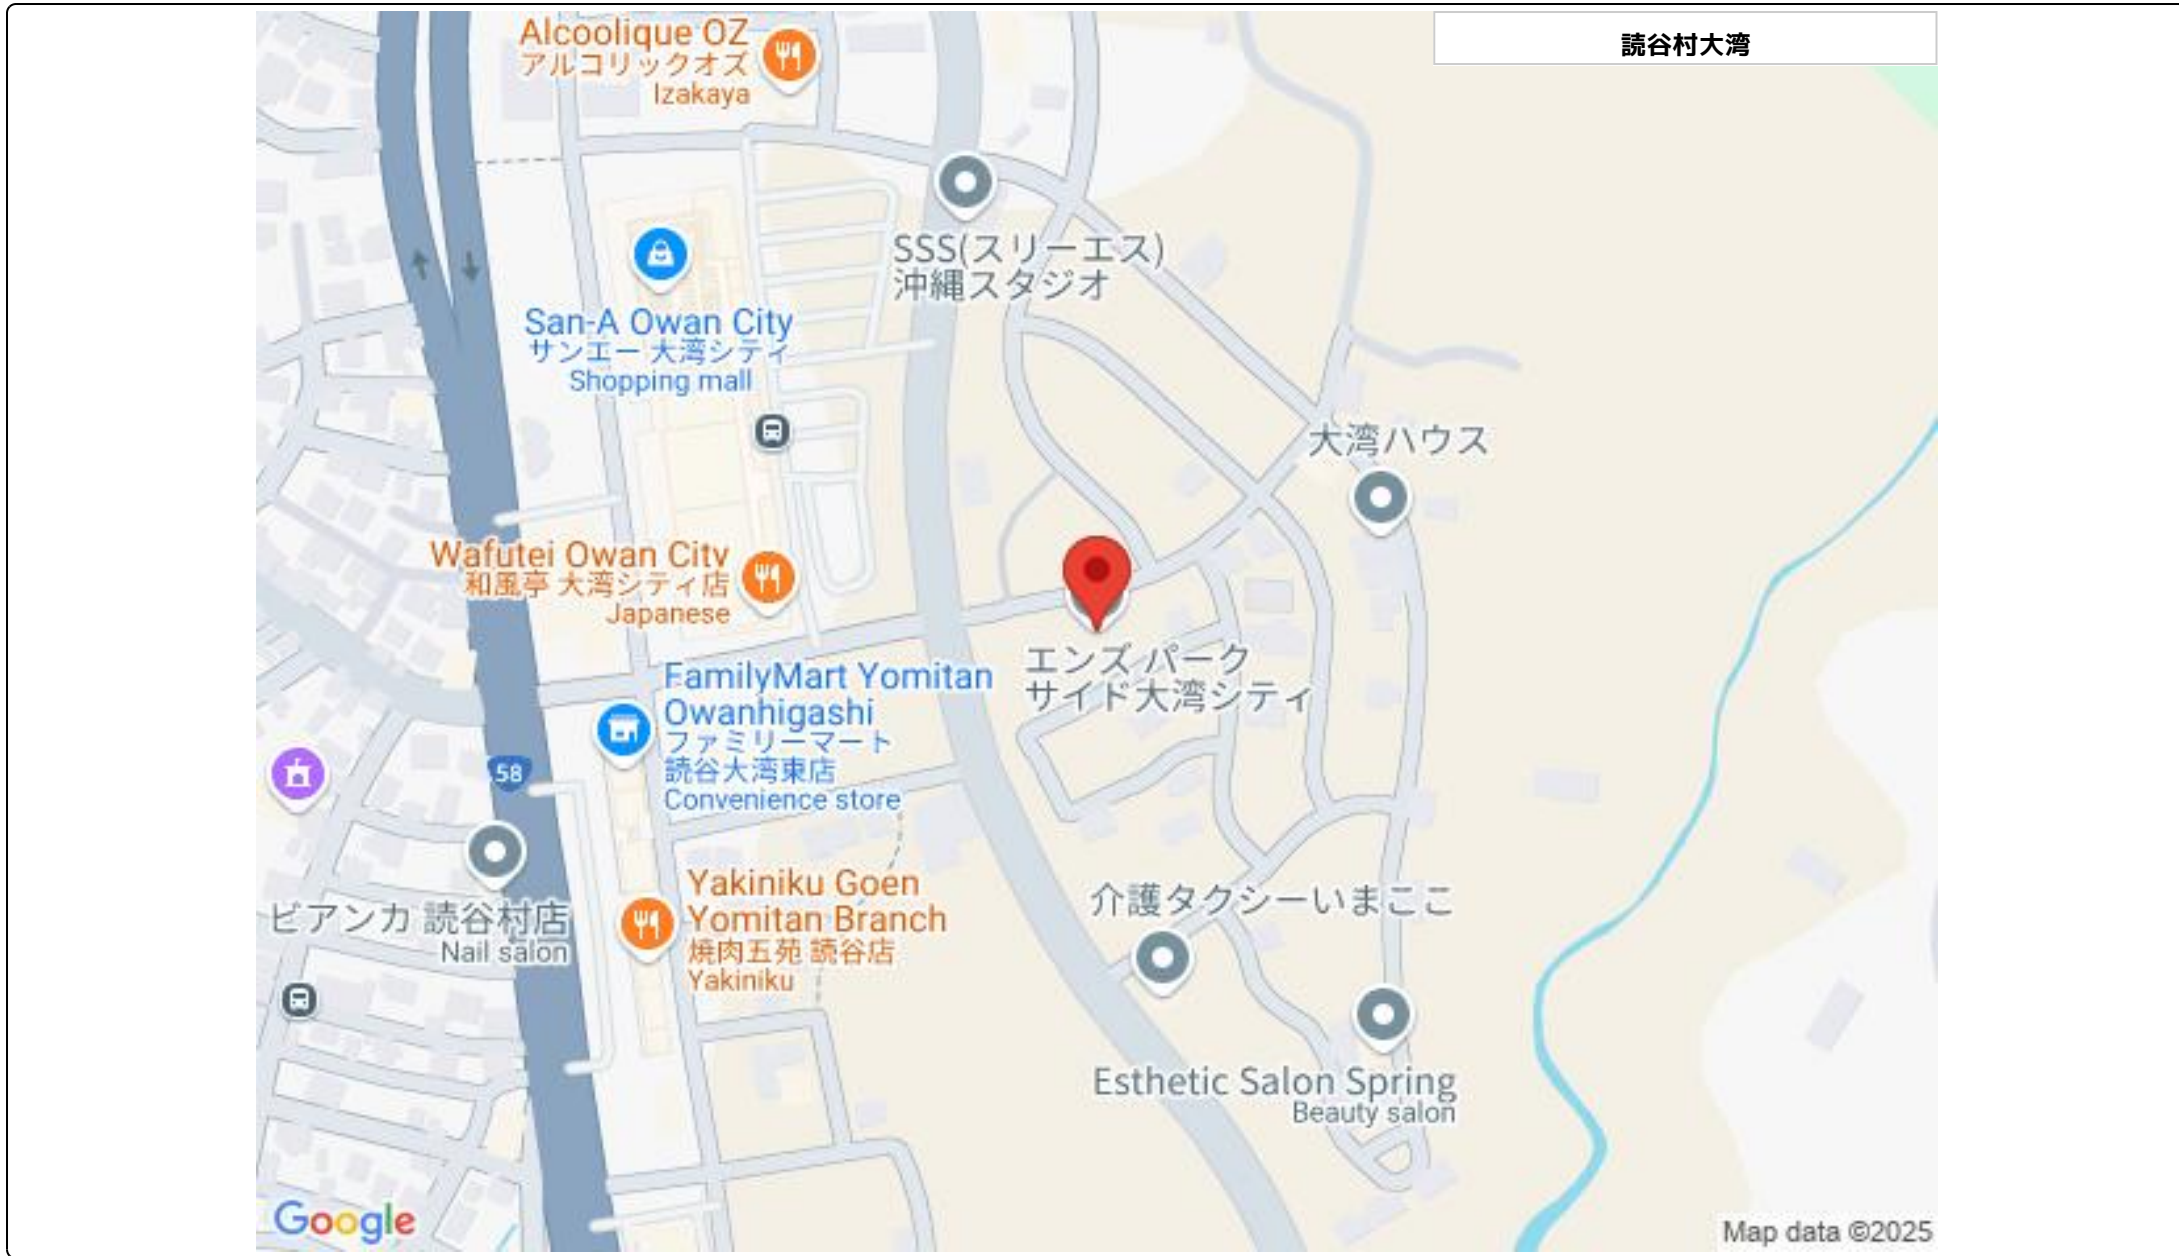 読谷村大湾
Alcoolique OZ
アルコリックオズ
Izakaya
SSS(スリーエス)
沖縄スタジオ
San-A Owan City
サンエー 大湾シティ
Shopping mall
大湾ハウス
Wafutei Owan City
和風亭 大湾シティ店
Japanese
エンズ パーク
サイド大湾シティ
FamilyMart Yomitan
Owanhigashi
ファミリーマート
読谷大湾東店
Convenience store
58
ビアンカ 読谷村店
Nail salon
Yakiniku Goen
Yomitan Branch
焼肉五苑 読谷店
Yakiniku
介護タクシーいまここ
Esthetic Salon Spring
Beauty salon
Google
Map data ©2025